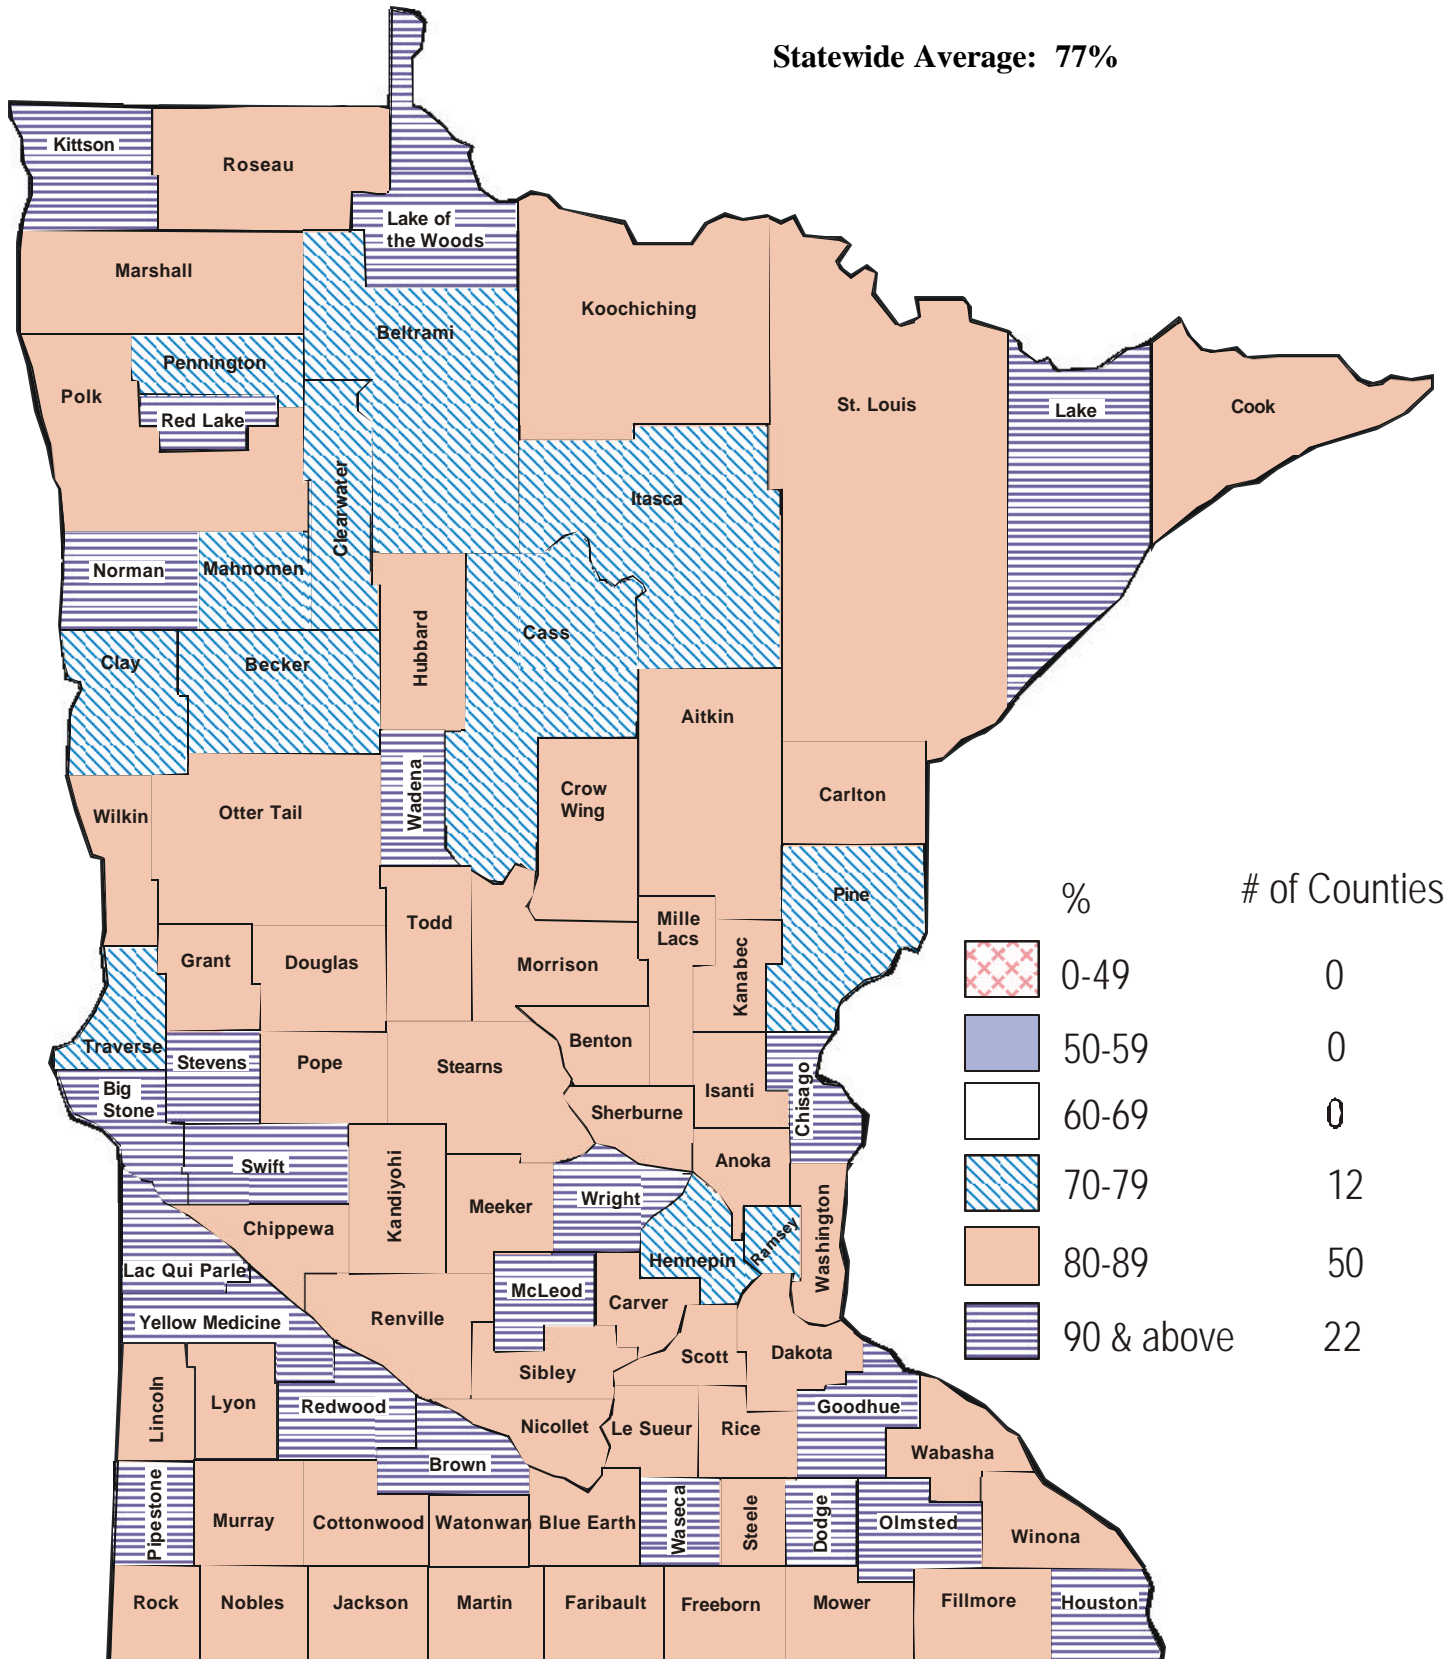 Statewide Average: 77%
Kittson
Roseau
Lake of
the Woods
Marshall
Koochiching
Beltrami
Pennington
Polk
Red Lake
St. Louis
Lake
Cook
Clearwater
Itasca
Norman
Mahnomen
Hubbard
Cass
Clay
Becker
Aitkin
Wadena
Crow
Wing
Carlton
Wilkin
Otter Tail
Pine
Todd
Mille
Lacs
Kanabec
Grant
Douglas
Morrison
Traverse
Stevens
Pope
Stearns
Benton
Isanti
Chisago
Big
Stone
Sherburne
Swift
Kandiyohi
Anoka
Meeker
Wright
Washington
Chippewa
Hennepin
Ramsey
Lac Qui Parle
McLeod
Carver
Yellow Medicine
Renville
Scott
Dakota
Sibley
Lincoln
Lyon
Redwood
Nicollet
Le Sueur
Rice
Goodhue
Wabasha
Brown
Pipestone
Murray
Cottonwood
Watonwan
Blue Earth
Waseca
Steele
Dodge
Olmsted
Winona
Rock
Nobles
Jackson
Martin
Faribault
Freeborn
Mower
Fillmore
Houston
% # of Counties
0-49 0
50-59 0
60-69 0
70-79 12
80-89 50
90 & above 22